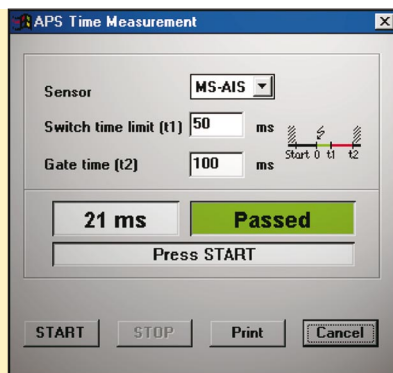 APS Time Measurement
Sensor MS-AIS
Switch time limit (t1) 50 ms
Gate time (t2) 100 ms
Start 0 t1 t2
21 ms Passed
Press START
START STOP Print Cancel